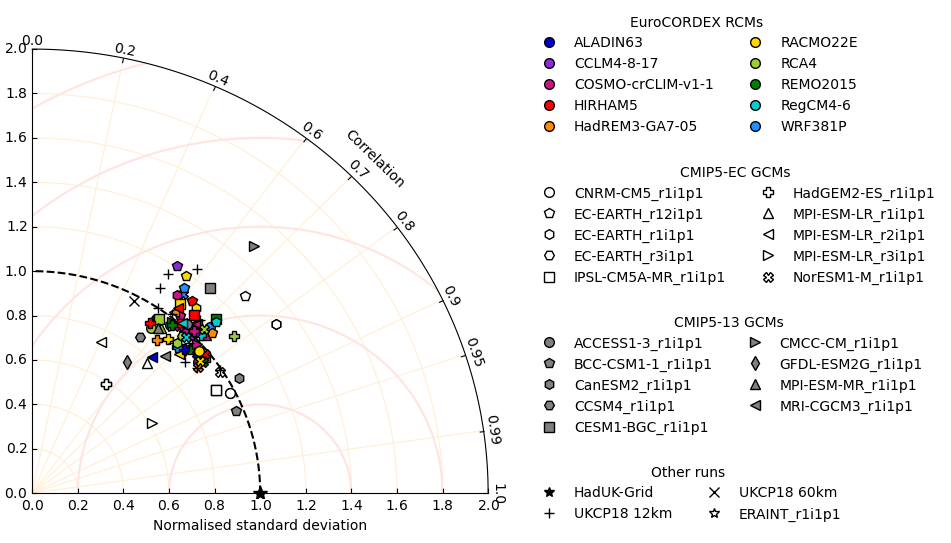 0.0
0.2
0.4
0.6
Correlation
0.7
0.8
0.9
0.95
0.99
1.0
2.0
1.8
1.6
1.4
1.2
1.0
0.8
0.6
0.4
0.2
0.0
0.0 0.2 0.4 0.6 0.8 1.0 1.2 1.4 1.6 1.8 2.0
Normalised standard deviation
EuroCORDEX RCMs
ALADIN63 RACMO22E
CCLM4-8-17 RCA4
COSMO-crCLIM-v1-1 REMO2015
HIRHAM5 RegCM4-6
HadREM3-GA7-05 WRF381P
CMIP5-EC GCMs
CNRM-CM5_r1i1p1 HadGEM2-ES_r1i1p1
EC-EARTH_r12i1p1 MPI-ESM-LR_r1i1p1
EC-EARTH_r1i1p1 MPI-ESM-LR_r2i1p1
EC-EARTH_r3i1p1 MPI-ESM-LR_r3i1p1
IPSL-CM5A-MR_r1i1p1 NorESM1-M_r1i1p1
CMIP5-13 GCMs
ACCESS1-3_r1i1p1 CMCC-CM_r1i1p1
BCC-CSM1-1_r1i1p1 GFDL-ESM2G_r1i1p1
CanESM2_r1i1p1 MPI-ESM-MR_r1i1p1
CCSM4_r1i1p1 MRI-CGCM3_r1i1p1
CESM1-BGC_r1i1p1
Other runs
HadUK-Grid UKCP18 60km
UKCP18 12km ERAINT_r1i1p1